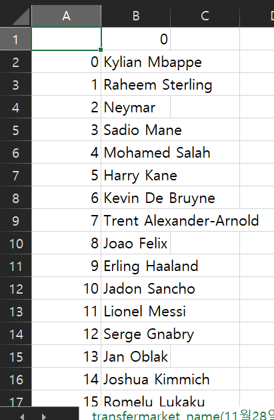 A B C
1 0
2 0 Kylian Mbappe
3 1 Raheem Sterling
4 2 Neymar
5 3 Sadio Mane
6 4 Mohamed Salah
7 5 Harry Kane
8 6 Kevin De Bruyne
9 7 Trent Alexander-Arnold
10 8 Joao Felix
11 9 Erling Haaland
12 10 Jadon Sancho
13 11 Lionel Messi
14 12 Serge Gnabry
15 13 Jan Oblak
16 14 Joshua Kimmich
17 15 Romelu Lukaku
transfermarket_name(11월28일